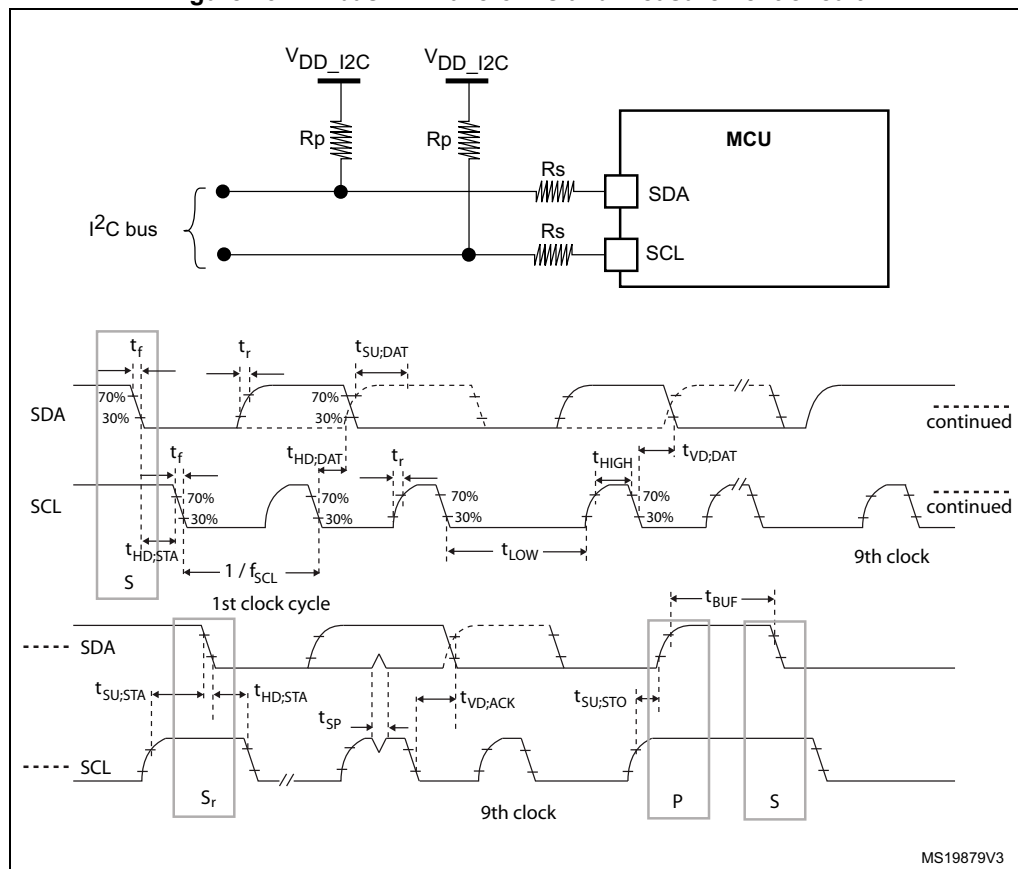 V DD_I2C V DD_I2C
Rp Rp
MCU
Rs
SDA
I2C bus
Rs
SCL
tf tr tSU;DAT
70% 70%
SDA 30% 30% continued
tf tHD;DAT tr tHIGH tVD;DAT
SCL 70% 70% 70% 70%
30% 30% 30% 30% continued
tHD;STA tLOW 9th clock
S 1 / fSCL
1st clock cycle tBUF
SDA
tSU;STA tHD;STA tSP tVD;ACK tSU;STO
SCL
Sr 9th clock P S
MS19879V3